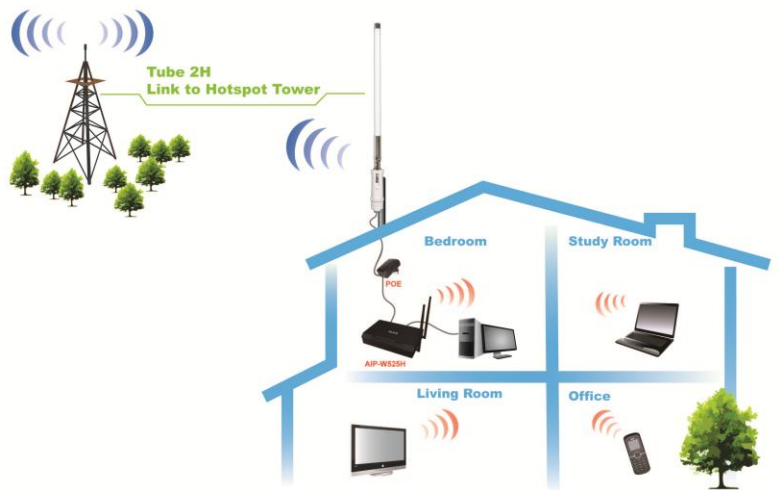 Tube 2H
Link to Hotspot Tower
Bedroom
Study Room
POE
AIP-W525H
Living Room
Office